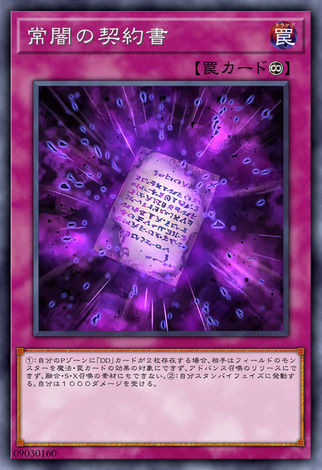 常闇の契約書
トラップ
罠
【罠カード】
①:自分のPゾーンに「DD」カードが2枚存在する場合、相手はフィールドのモン
スターを魔法・罠カードの効果の対象にできず、アドバンス召喚のリリースにで
きず、融合・S・X召喚の素材にもできない。②:自分スタンバイフェイズに発動す
る。自分は1000ダメージを受ける。
09030160